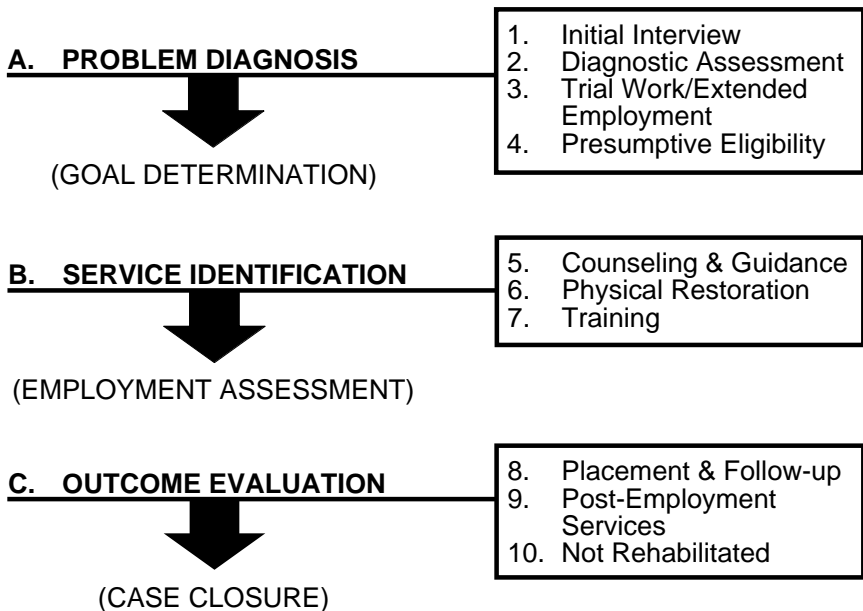 A. PROBLEM DIAGNOSIS
1. Initial Interview
2. Diagnostic Assessment
3. Trial Work/Extended
Employment
4. Presumptive Eligibility
(GOAL DETERMINATION)
B. SERVICE IDENTIFICATION
5. Counseling & Guidance
6. Physical Restoration
7. Training
(EMPLOYMENT ASSESSMENT)
C. OUTCOME EVALUATION
8. Placement & Follow-up
9. Post-Employment
Services
10. Not Rehabilitated
(CASE CLOSURE)